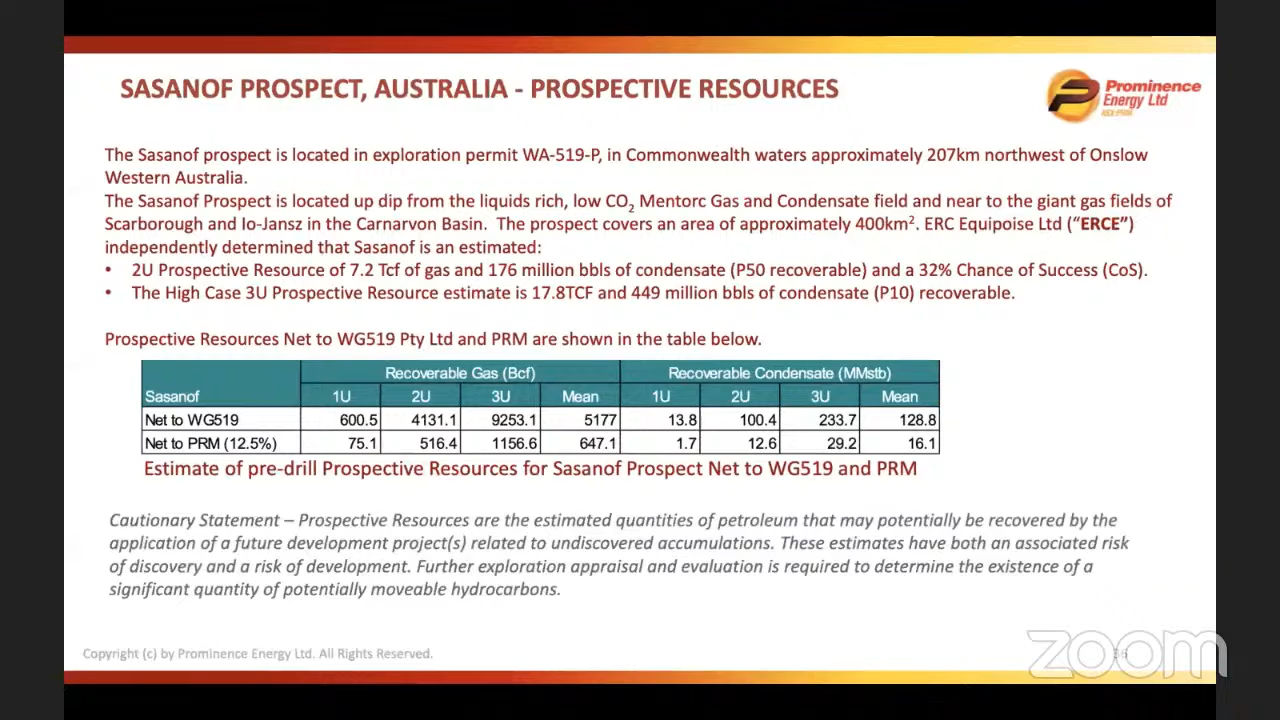 SASANOF PROSPECT, AUSTRALIA - PROSPECTIVE RESOURCES
Prominence
Energy Ltd
ASX:PRM
The Sasanof prospect is located in exploration permit WA-519-P, in Commonwealth waters approximately 207km northwest of Onslow
Western Australia.
The Sasanof Prospect is located up dip from the liquids rich, low CO2 Mentorc Gas and Condensate field and near to the giant gas fields of
Scarborough and Io-Jansz in the Carnarvon Basin. The prospect covers an area of approximately 400km². ERC Equipoise Ltd (“ERCE”)
independently determined that Sasanof is an estimated:
• 2U Prospective Resource of 7.2 Tcf of gas and 176 million bbls of condensate (P50 recoverable) and a 32% Chance of Success (CoS).
• The High Case 3U Prospective Resource estimate is 17.8TCF and 449 million bbls of condensate (P10) recoverable.
Prospective Resources Net to WG519 Pty Ltd and PRM are shown in the table below.
Recoverable Gas (Bcf) Recoverable Condensate (MMstb)
Sasanof 1U 2U 3U Mean 1U 2U 3U Mean
Net to WG519 600.5 4131.1 9253.1 5177 13.8 100.4 233.7 128.8
Net to PRM (12.5%) 75.1 516.4 1156.6 647.1 1.7 12.6 29.2 16.1
Estimate of pre-drill Prospective Resources for Sasanof Prospect Net to WG519 and PRM
Cautionary Statement – Prospective Resources are the estimated quantities of petroleum that may potentially be recovered by the
application of a future development project(s) related to undiscovered accumulations. These estimates have both an associated risk
of discovery and a risk of development. Further exploration appraisal and evaluation is required to determine the existence of a
significant quantity of potentially moveable hydrocarbons.
Copyright (c) by Prominence Energy Ltd. All Rights Reserved.
zoom